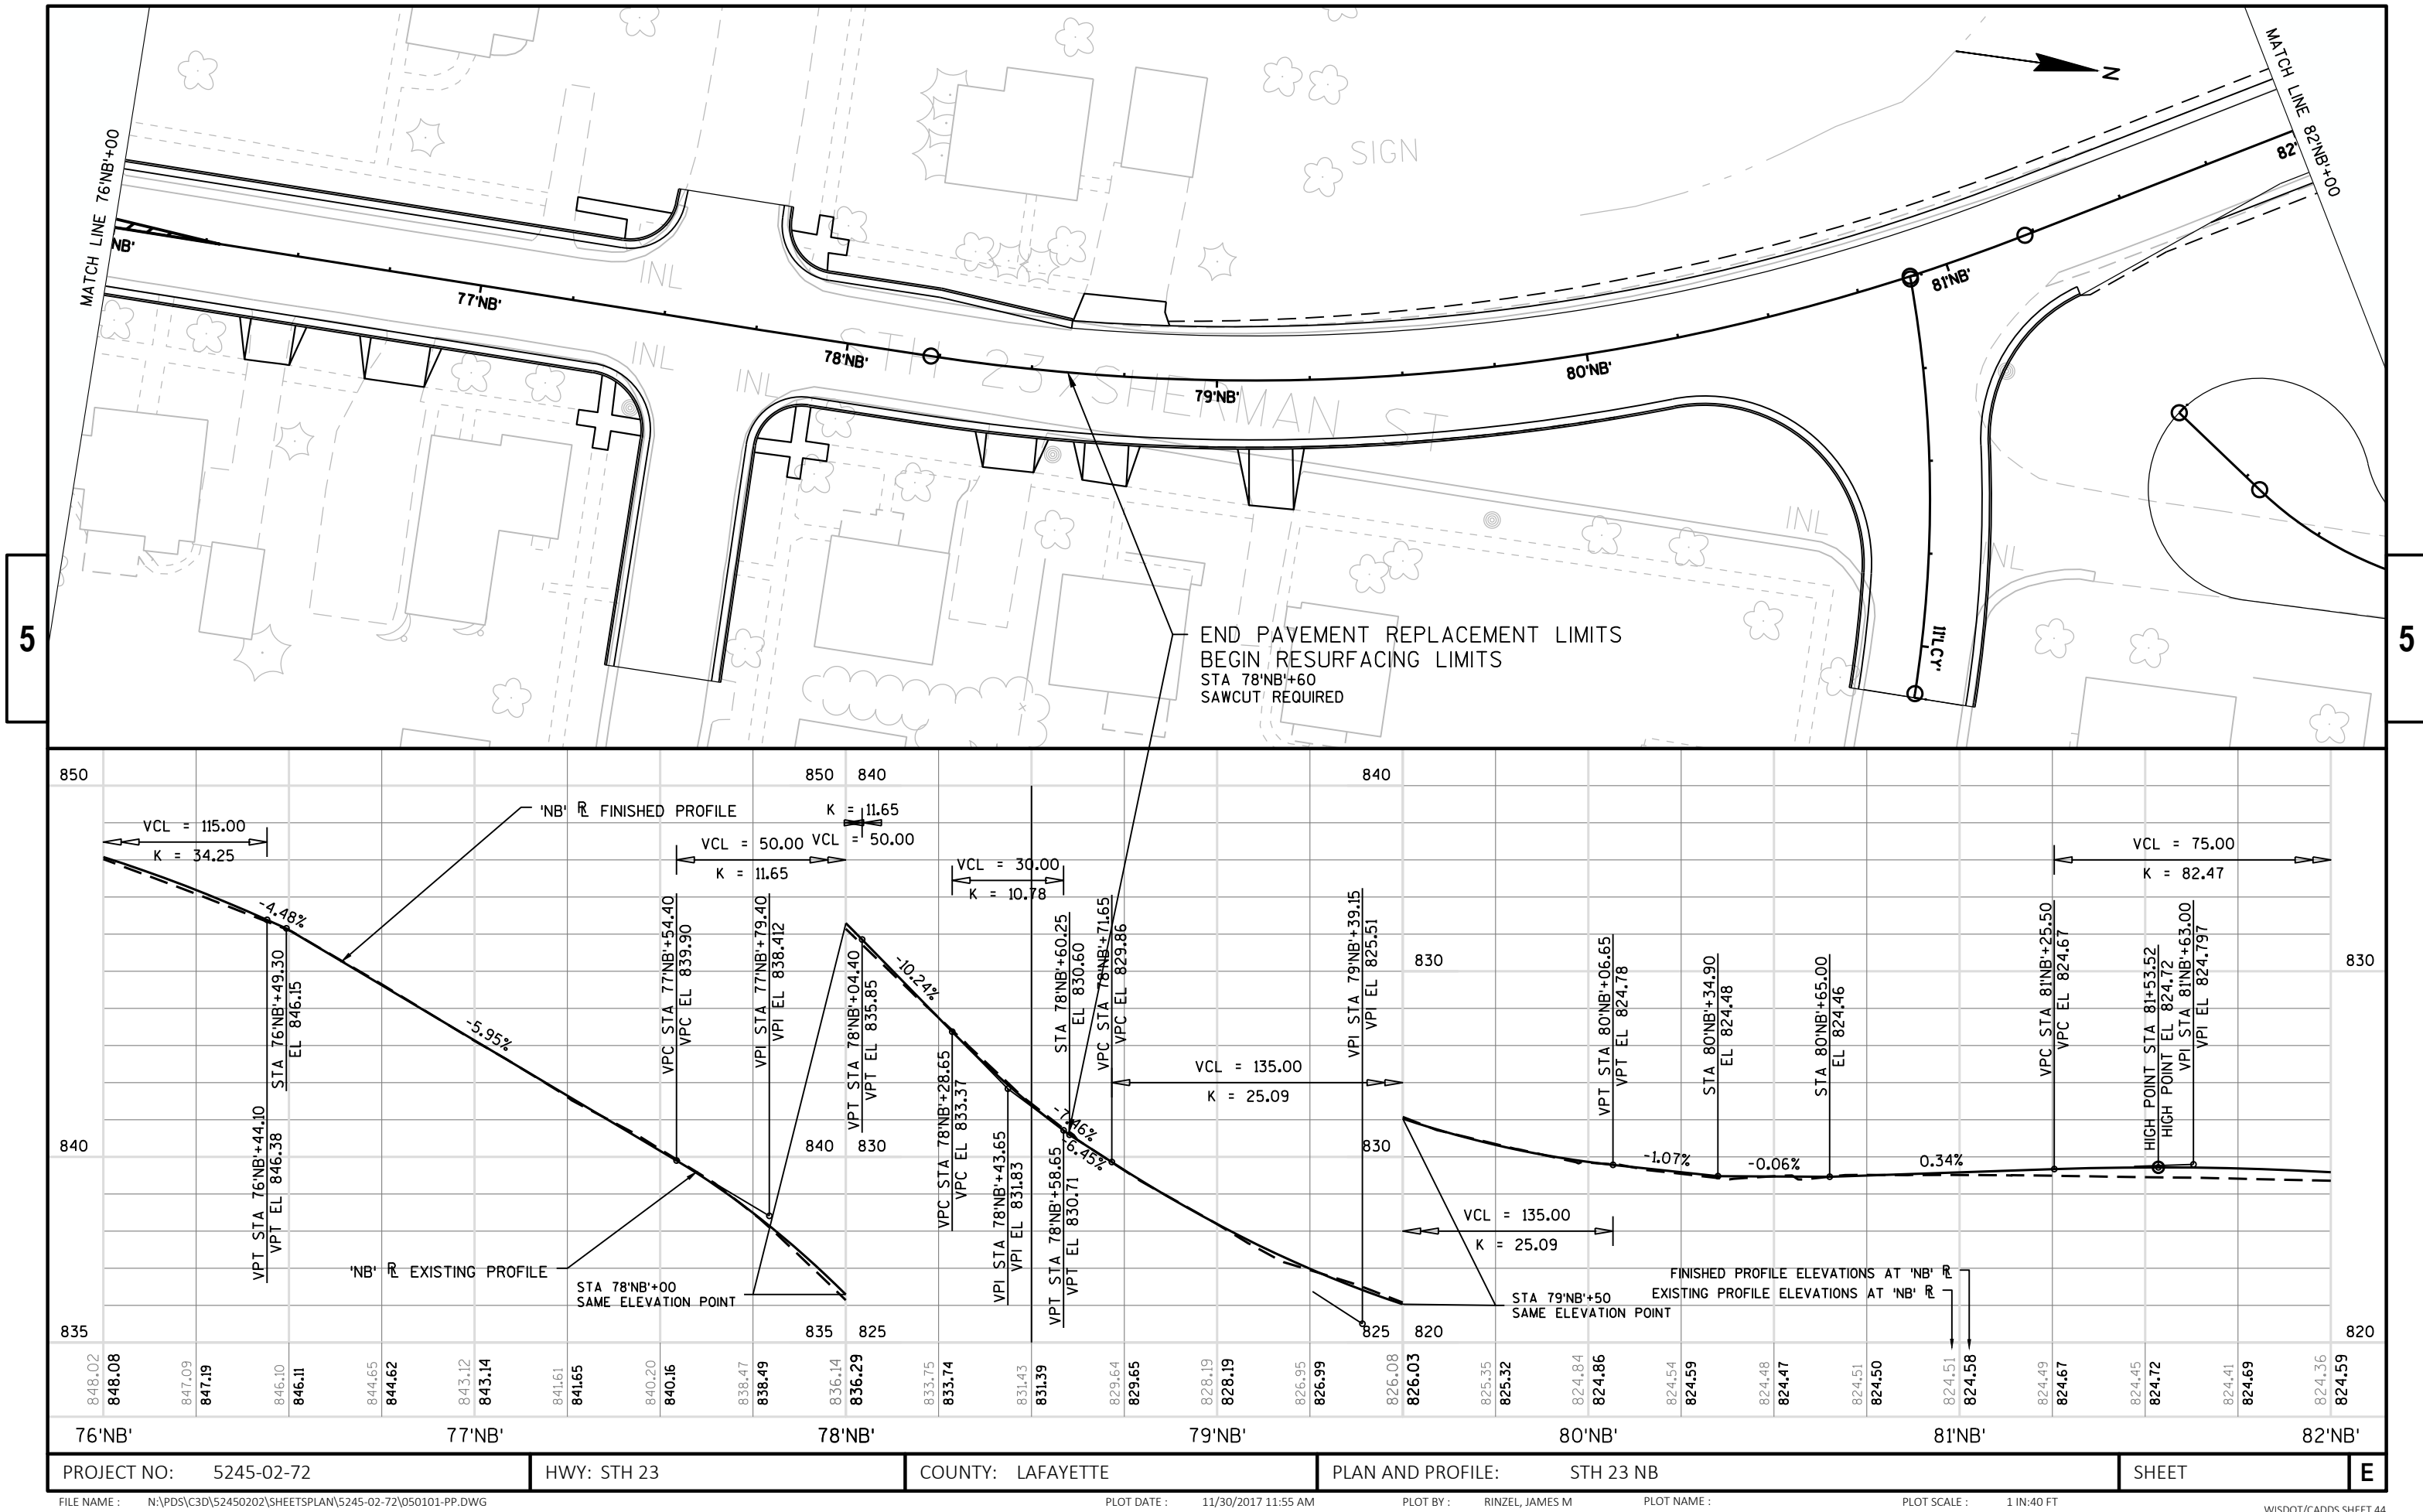 MATCH LINE 76'NB'+00
NB'
77'NB'
78'NB'
79'NB'
80'NB'
81'NB'
82'
MATCH LINE 82'NB'+00
N
SIGN
INL
INL
INL
INL
INL
STH 23 / SHERMAN ST
11'LCY'
5
5
END PAVEMENT REPLACEMENT LIMITS
BEGIN RESURFACING LIMITS
STA 78'NB'+60
SAWCUT REQUIRED
850
850 840
840
VCL = 115.00
K = 34.25
'NB' ℞ FINISHED PROFILE
VCL = 50.00
K = 11.65
K = 11.65
VCL = 50.00
VCL = 30.00
K = 10.78
VCL = 75.00
K = 82.47
-4.48%
-5.95%
-10.24%
-7.46%
-6.45%
-1.07%
-0.06%
0.34%
VPT STA 76'NB'+44.10
VPT EL 846.38
STA 76'NB'+49.30
EL 846.15
VPC STA 77'NB'+54.40
VPC EL 839.90
VPI STA 77'NB'+79.40
VPI EL 838.412
VPT STA 78'NB'+04.40
VPT EL 835.85
VPC STA 78'NB'+28.65
VPC EL 833.37
VPI STA 78'NB'+43.65
VPI EL 831.83
VPT STA 78'NB'+58.65
VPT EL 830.71
STA 78'NB'+60.25
EL 830.60
VPC STA 78'NB'+71.65
VPC EL 829.86
VPI STA 79'NB'+39.15
VPI EL 825.51
VPT STA 80'NB'+06.65
VPT EL 824.78
STA 80'NB'+34.90
EL 824.48
STA 80'NB'+65.00
EL 824.46
VPC STA 81'NB'+25.50
VPC EL 824.67
HIGH POINT STA 81+53.52
HIGH POINT EL 824.72
VPI STA 81'NB'+63.00
VPI EL 824.797
830
830
VCL = 135.00
K = 25.09
840
840 830
830
VCL = 135.00
K = 25.09
'NB' ℞ EXISTING PROFILE
STA 78'NB'+00
SAME ELEVATION POINT
STA 79'NB'+50
SAME ELEVATION POINT
FINISHED PROFILE ELEVATIONS AT 'NB' ℞
EXISTING PROFILE ELEVATIONS AT 'NB' ℞
835
835 825
825 820
820
848.02
848.08
847.09
847.19
846.10
846.11
844.65
844.62
843.12
843.14
841.61
841.65
840.20
840.16
838.47
838.49
836.14
836.29
833.75
833.74
831.43
831.39
829.64
829.65
828.19
828.19
826.95
826.99
826.08
826.03
825.35
825.32
824.84
824.86
824.54
824.59
824.48
824.47
824.51
824.50
824.51
824.58
824.49
824.67
824.45
824.72
824.41
824.69
824.36
824.59
76'NB' 77'NB' 78'NB' 79'NB' 80'NB' 81'NB' 82'NB'
PROJECT NO: 5245-02-72 HWY: STH 23 COUNTY: LAFAYETTE PLAN AND PROFILE: STH 23 NB SHEET E
FILE NAME : N:\PDS\C3D\52450202\SHEETSPLAN\5245-02-72\050101-PP.DWG PLOT DATE : 11/30/2017 11:55 AM PLOT BY : RINZEL, JAMES M PLOT NAME : PLOT SCALE : 1 IN:40 FT WISDOT/CADDS SHEET 44